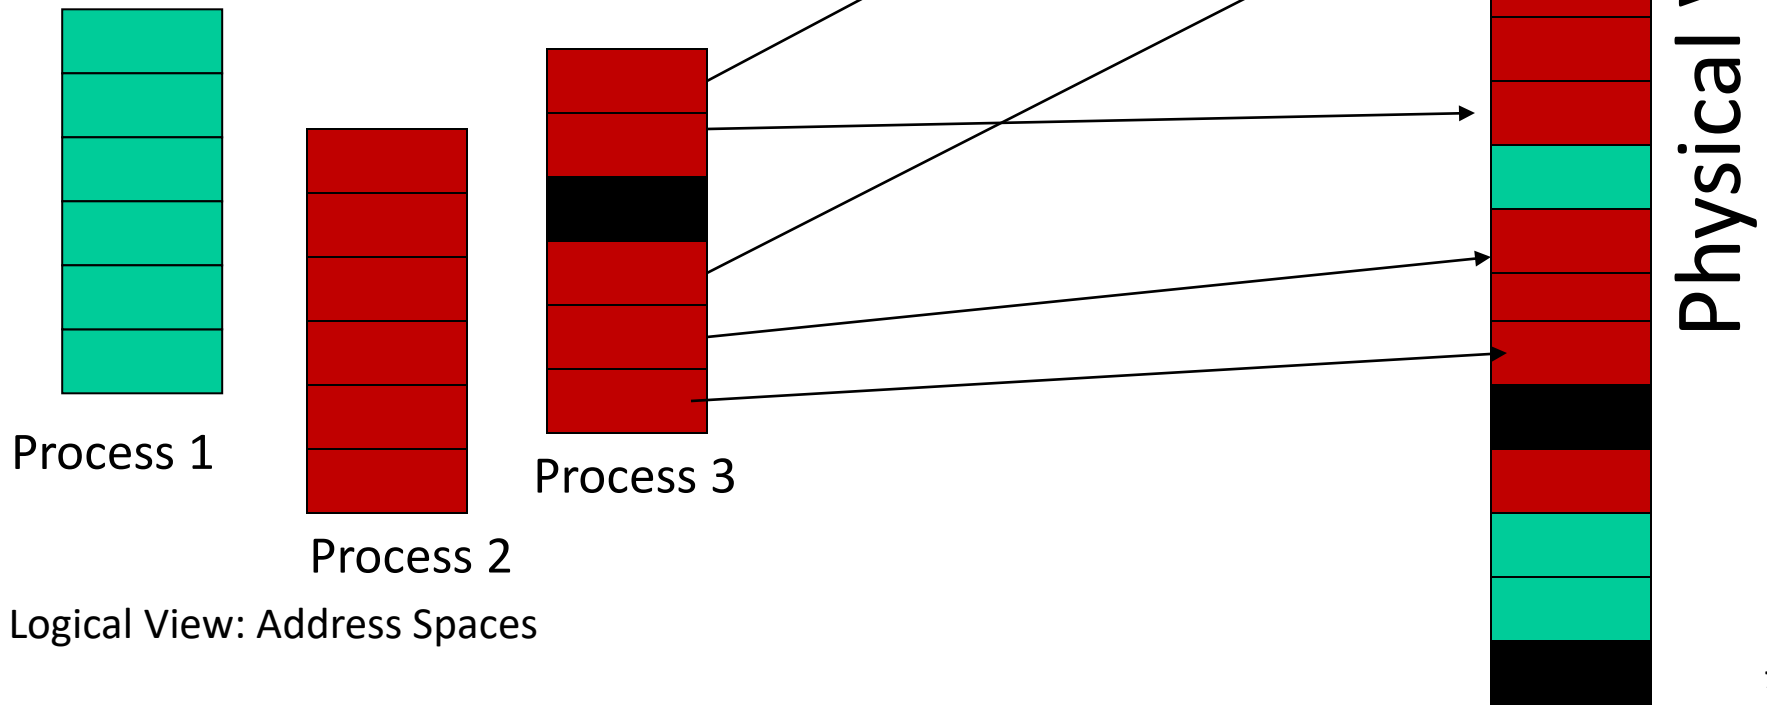 Process 1
Process 2
Process 3
Logical View: Address Spaces
Physical